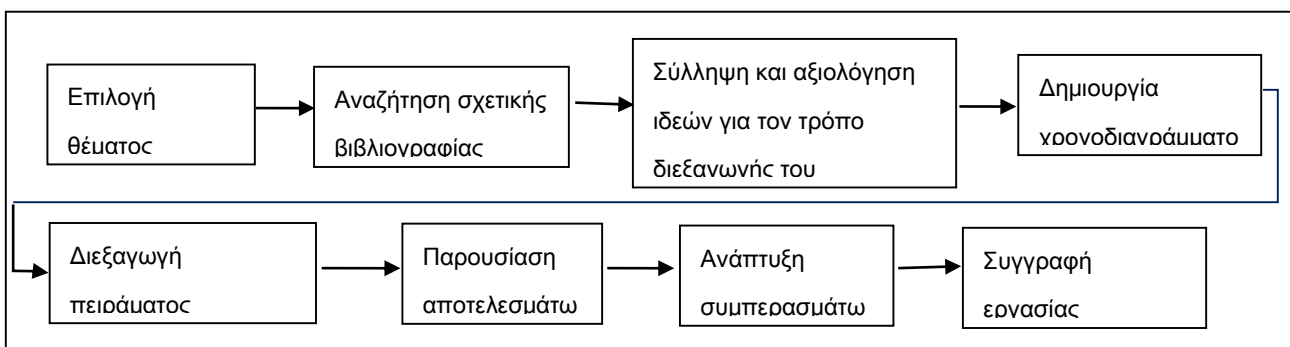 Επιλογή
θέματος
Αναζήτηση σχετικής
βιβλιογραφίας
Σύλληψη και αξιολόγηση
ιδεών για τον τρόπο
διεξαγωγής του
Δημιουργία
χρονοδιαγράμματο
Διεξαγωγή
πειράματος
Παρουσίαση
αποτελεσμάτω
Ανάπτυξη
συμπερασμάτω
Συγγραφή
εργασίας